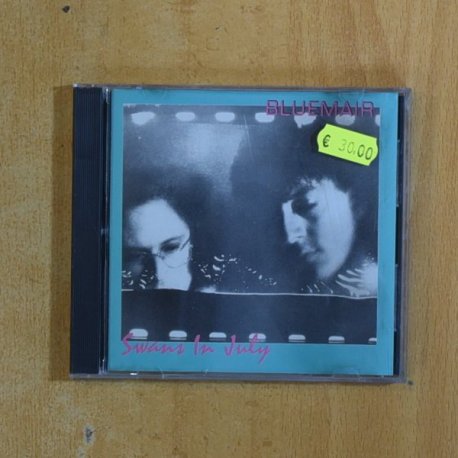 BLUEMAIR
€ 30,00
Swans In July